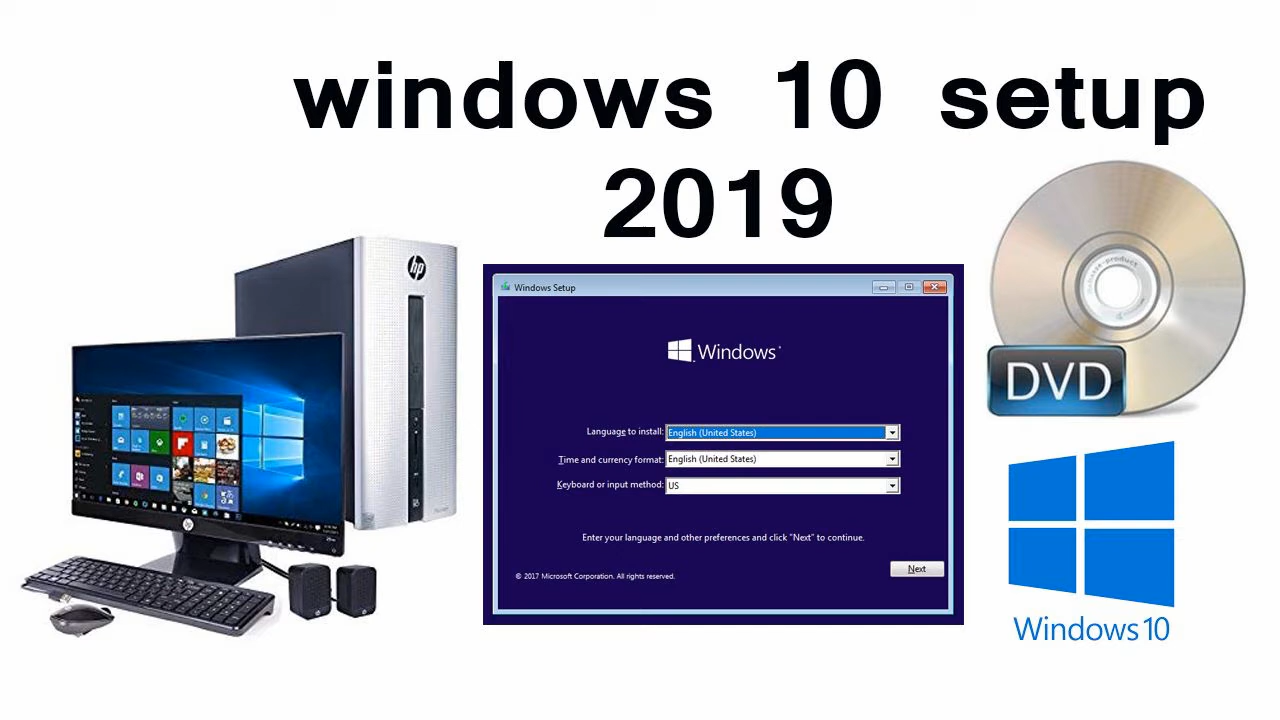 windows 10 setup
2019
hp
Windows Setup
Windows
Language to install: English (United States)
Time and currency format: English (United States)
Keyboard or input method: US
Enter your language and other preferences and click "Next" to continue.
© 2017 Microsoft Corporation. All rights reserved.
Next
DVD
Windows 10
hp